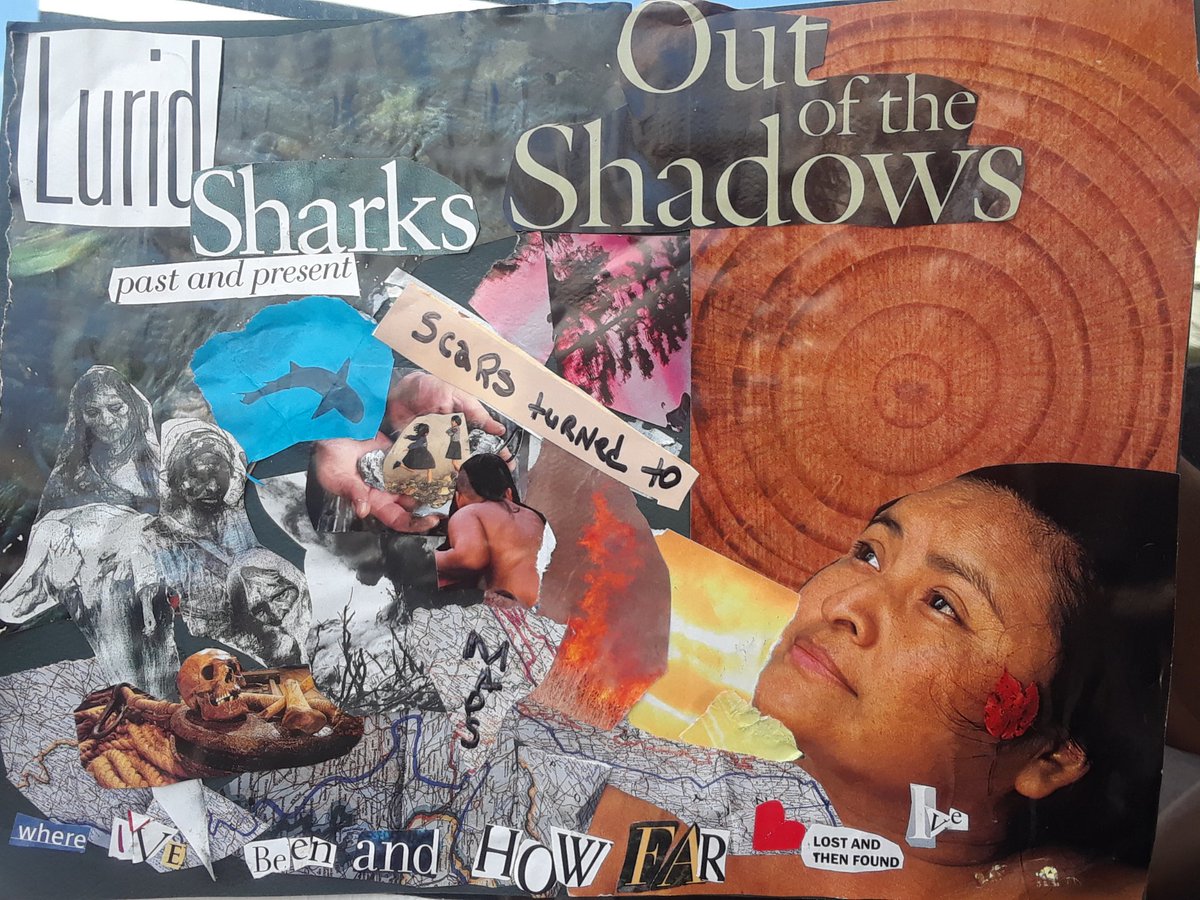 Lurid
Sharks
past and present
Out
of the
Shadows
Scars turned to
MAPS
where I'VE Been and HOW FAR I've
LOST AND
THEN FOUND